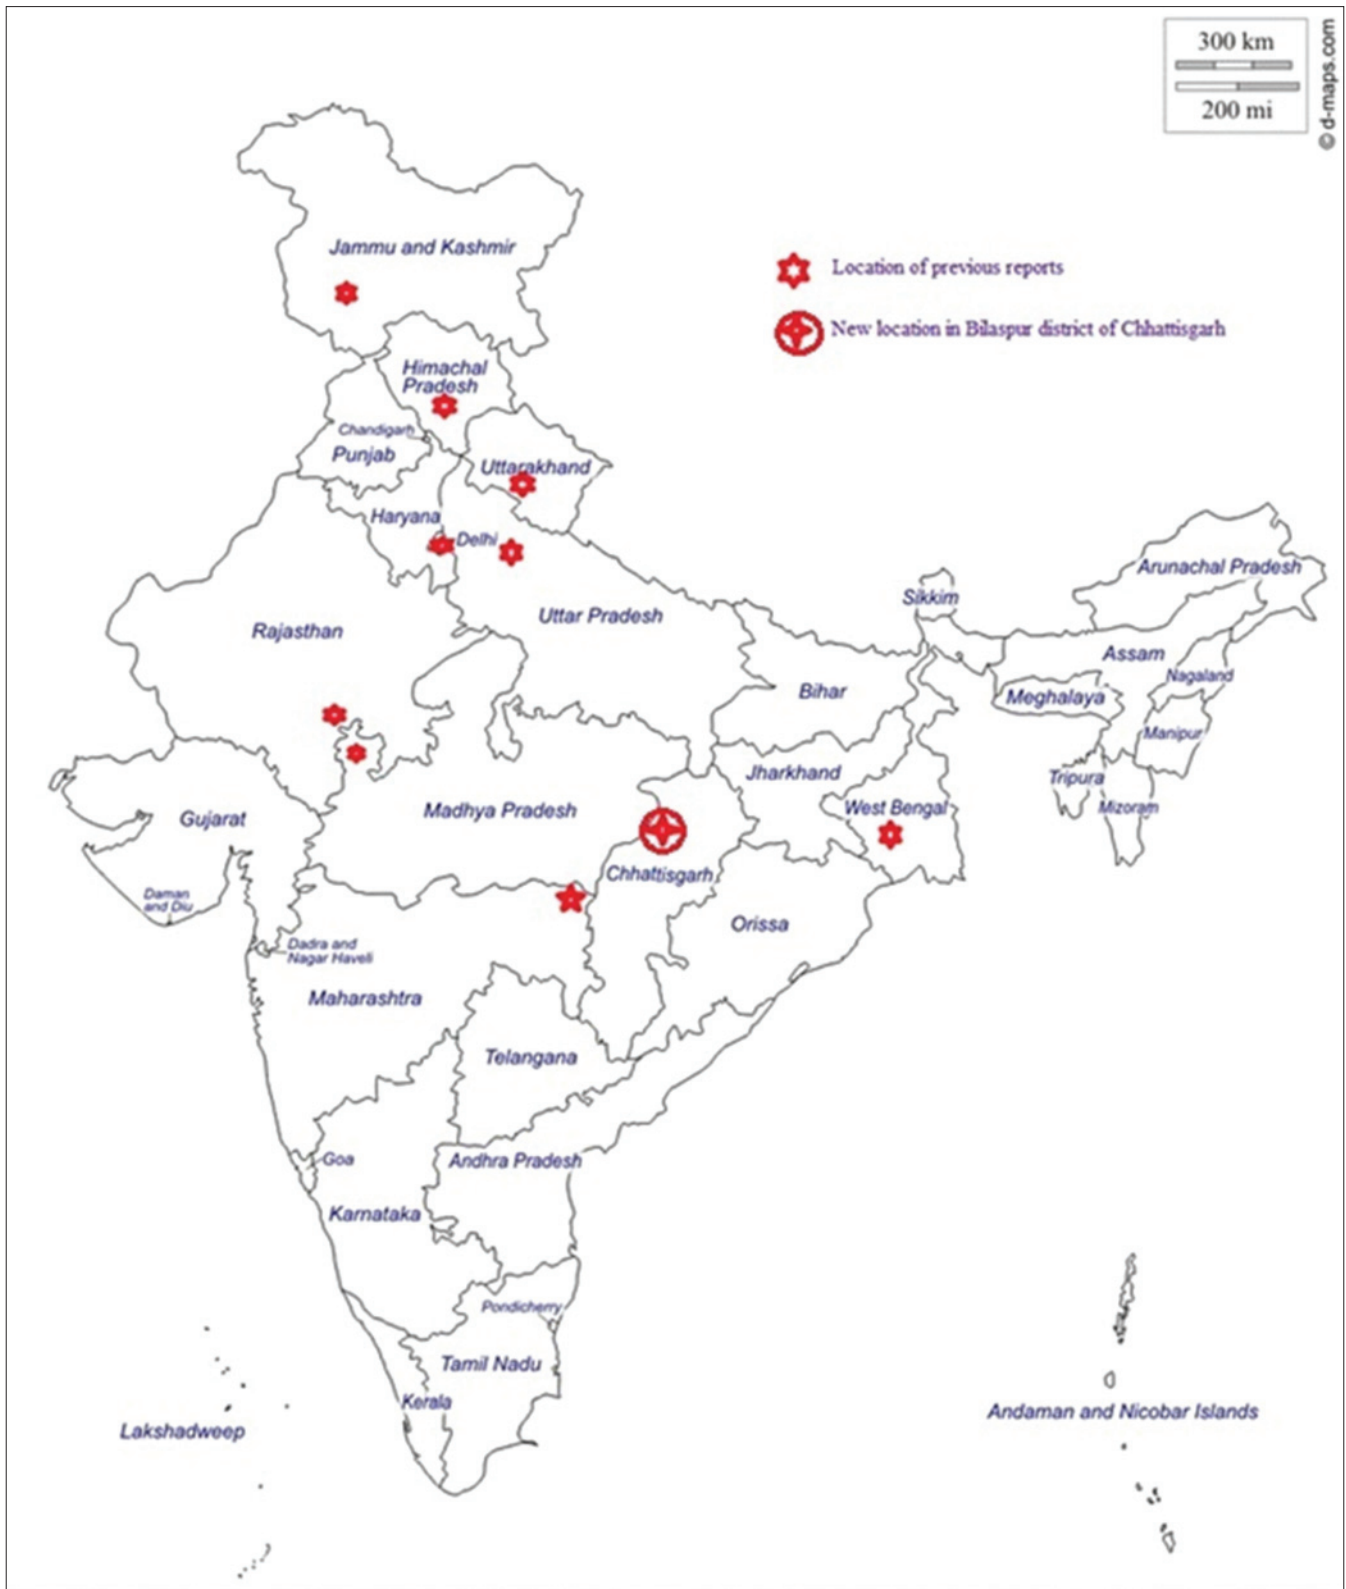 300 km
200 mi
© d-maps.com
Jammu and Kashmir
Location of previous reports
New location in Bilaspur district of Chhattisgarh
Himachal
Pradesh
Chandigarh
Punjab
Uttarakhand
Haryana
Delhi
Arunachal Pradesh
Sikkim
Uttar Pradesh
Rajasthan
Assam
Nagaland
Bihar
Meghalaya
Manipur
Jharkhand
Tripura
Mizoram
West Bengal
Madhya Pradesh
Gujarat
Chhattisgarh
Daman
and Diu
Orissa
Dadra and
Nagar Haveli
Maharashtra
Telangana
Goa
Andhra Pradesh
Karnataka
Pondicherry
Tamil Nadu
Kerala
Andaman and Nicobar Islands
Lakshadweep